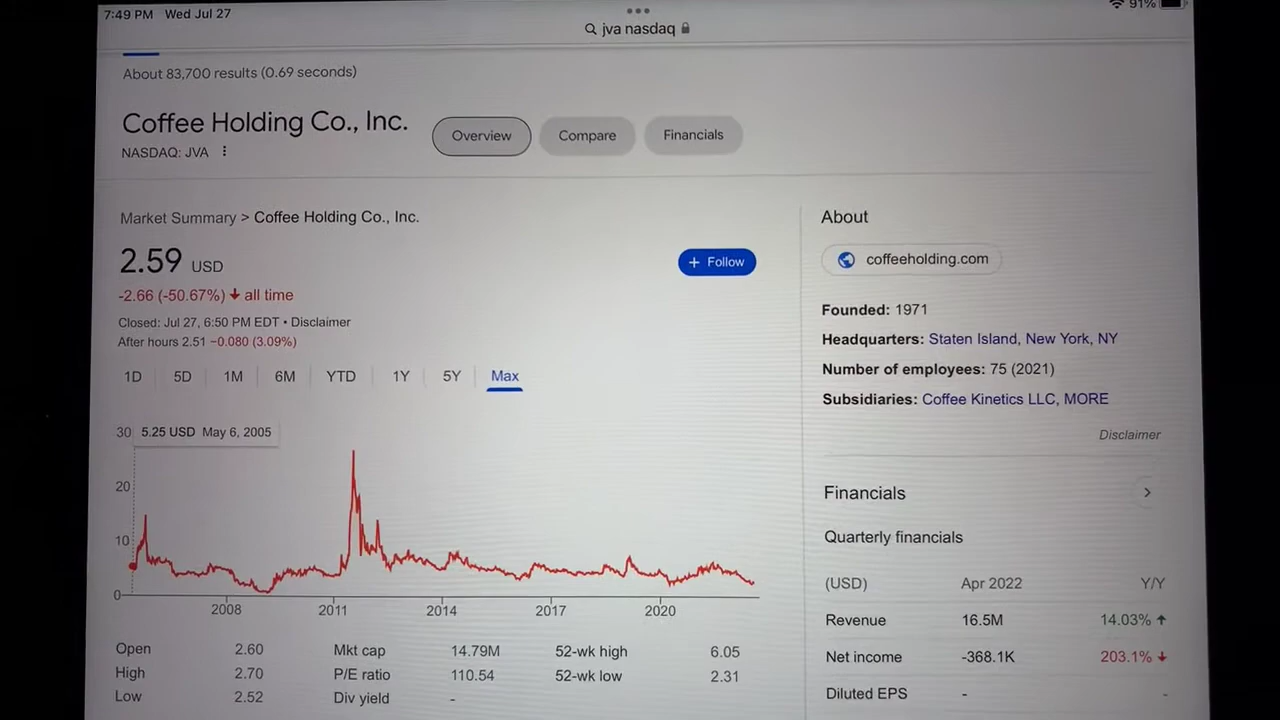 7:49 PM Wed Jul 27
91%
jva nasdaq
About 83,700 results (0.69 seconds)
Coffee Holding Co., Inc.
NASDAQ: JVA
Overview
Compare
Financials
Market Summary > Coffee Holding Co., Inc.
2.59 USD
+ Follow
-2.66 (-50.67%) all time
Closed: Jul 27, 6:50 PM EDT • Disclaimer
After hours 2.51 −0.080 (3.09%)
1D 5D 1M 6M YTD 1Y 5Y Max
30
5.25 USD May 6, 2005
20
10
0
2008 2011 2014 2017 2020
Open 2.60 Mkt cap 14.79M 52-wk high 6.05
High 2.70 P/E ratio 110.54 52-wk low 2.31
Low 2.52 Div yield -
About
coffeeholding.com
Founded: 1971
Headquarters: Staten Island, New York, NY
Number of employees: 75 (2021)
Subsidiaries: Coffee Kinetics LLC, MORE
Disclaimer
Financials
Quarterly financials
(USD) Apr 2022 Y/Y
Revenue 16.5M 14.03%
Net income -368.1K 203.1%
Diluted EPS - -